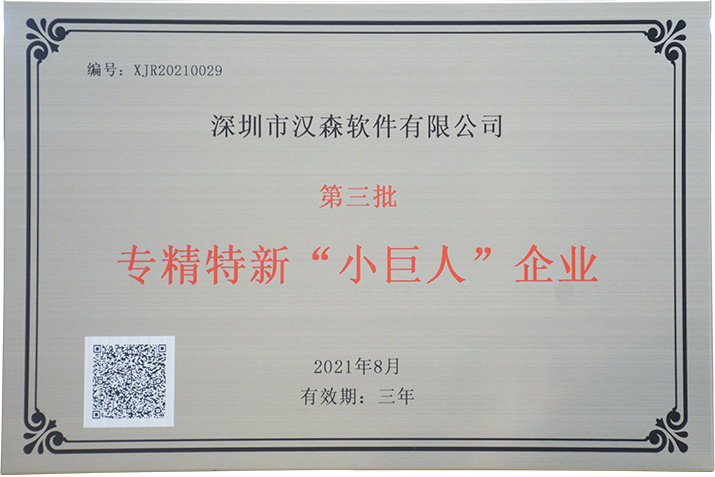 编号：XJR20210029
深圳市汉森软件有限公司
第三批
专精特新“小巨人”企业
2021年8月
有效期：三年